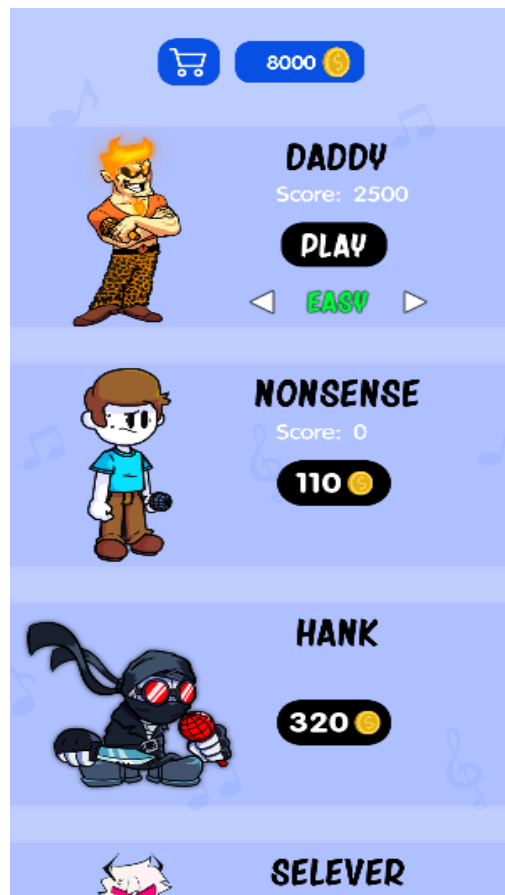 8000
DADDY
Score: 2500
PLAY
EASY
NONSENSE
Score: 0
110
HANK
320
SELEVER